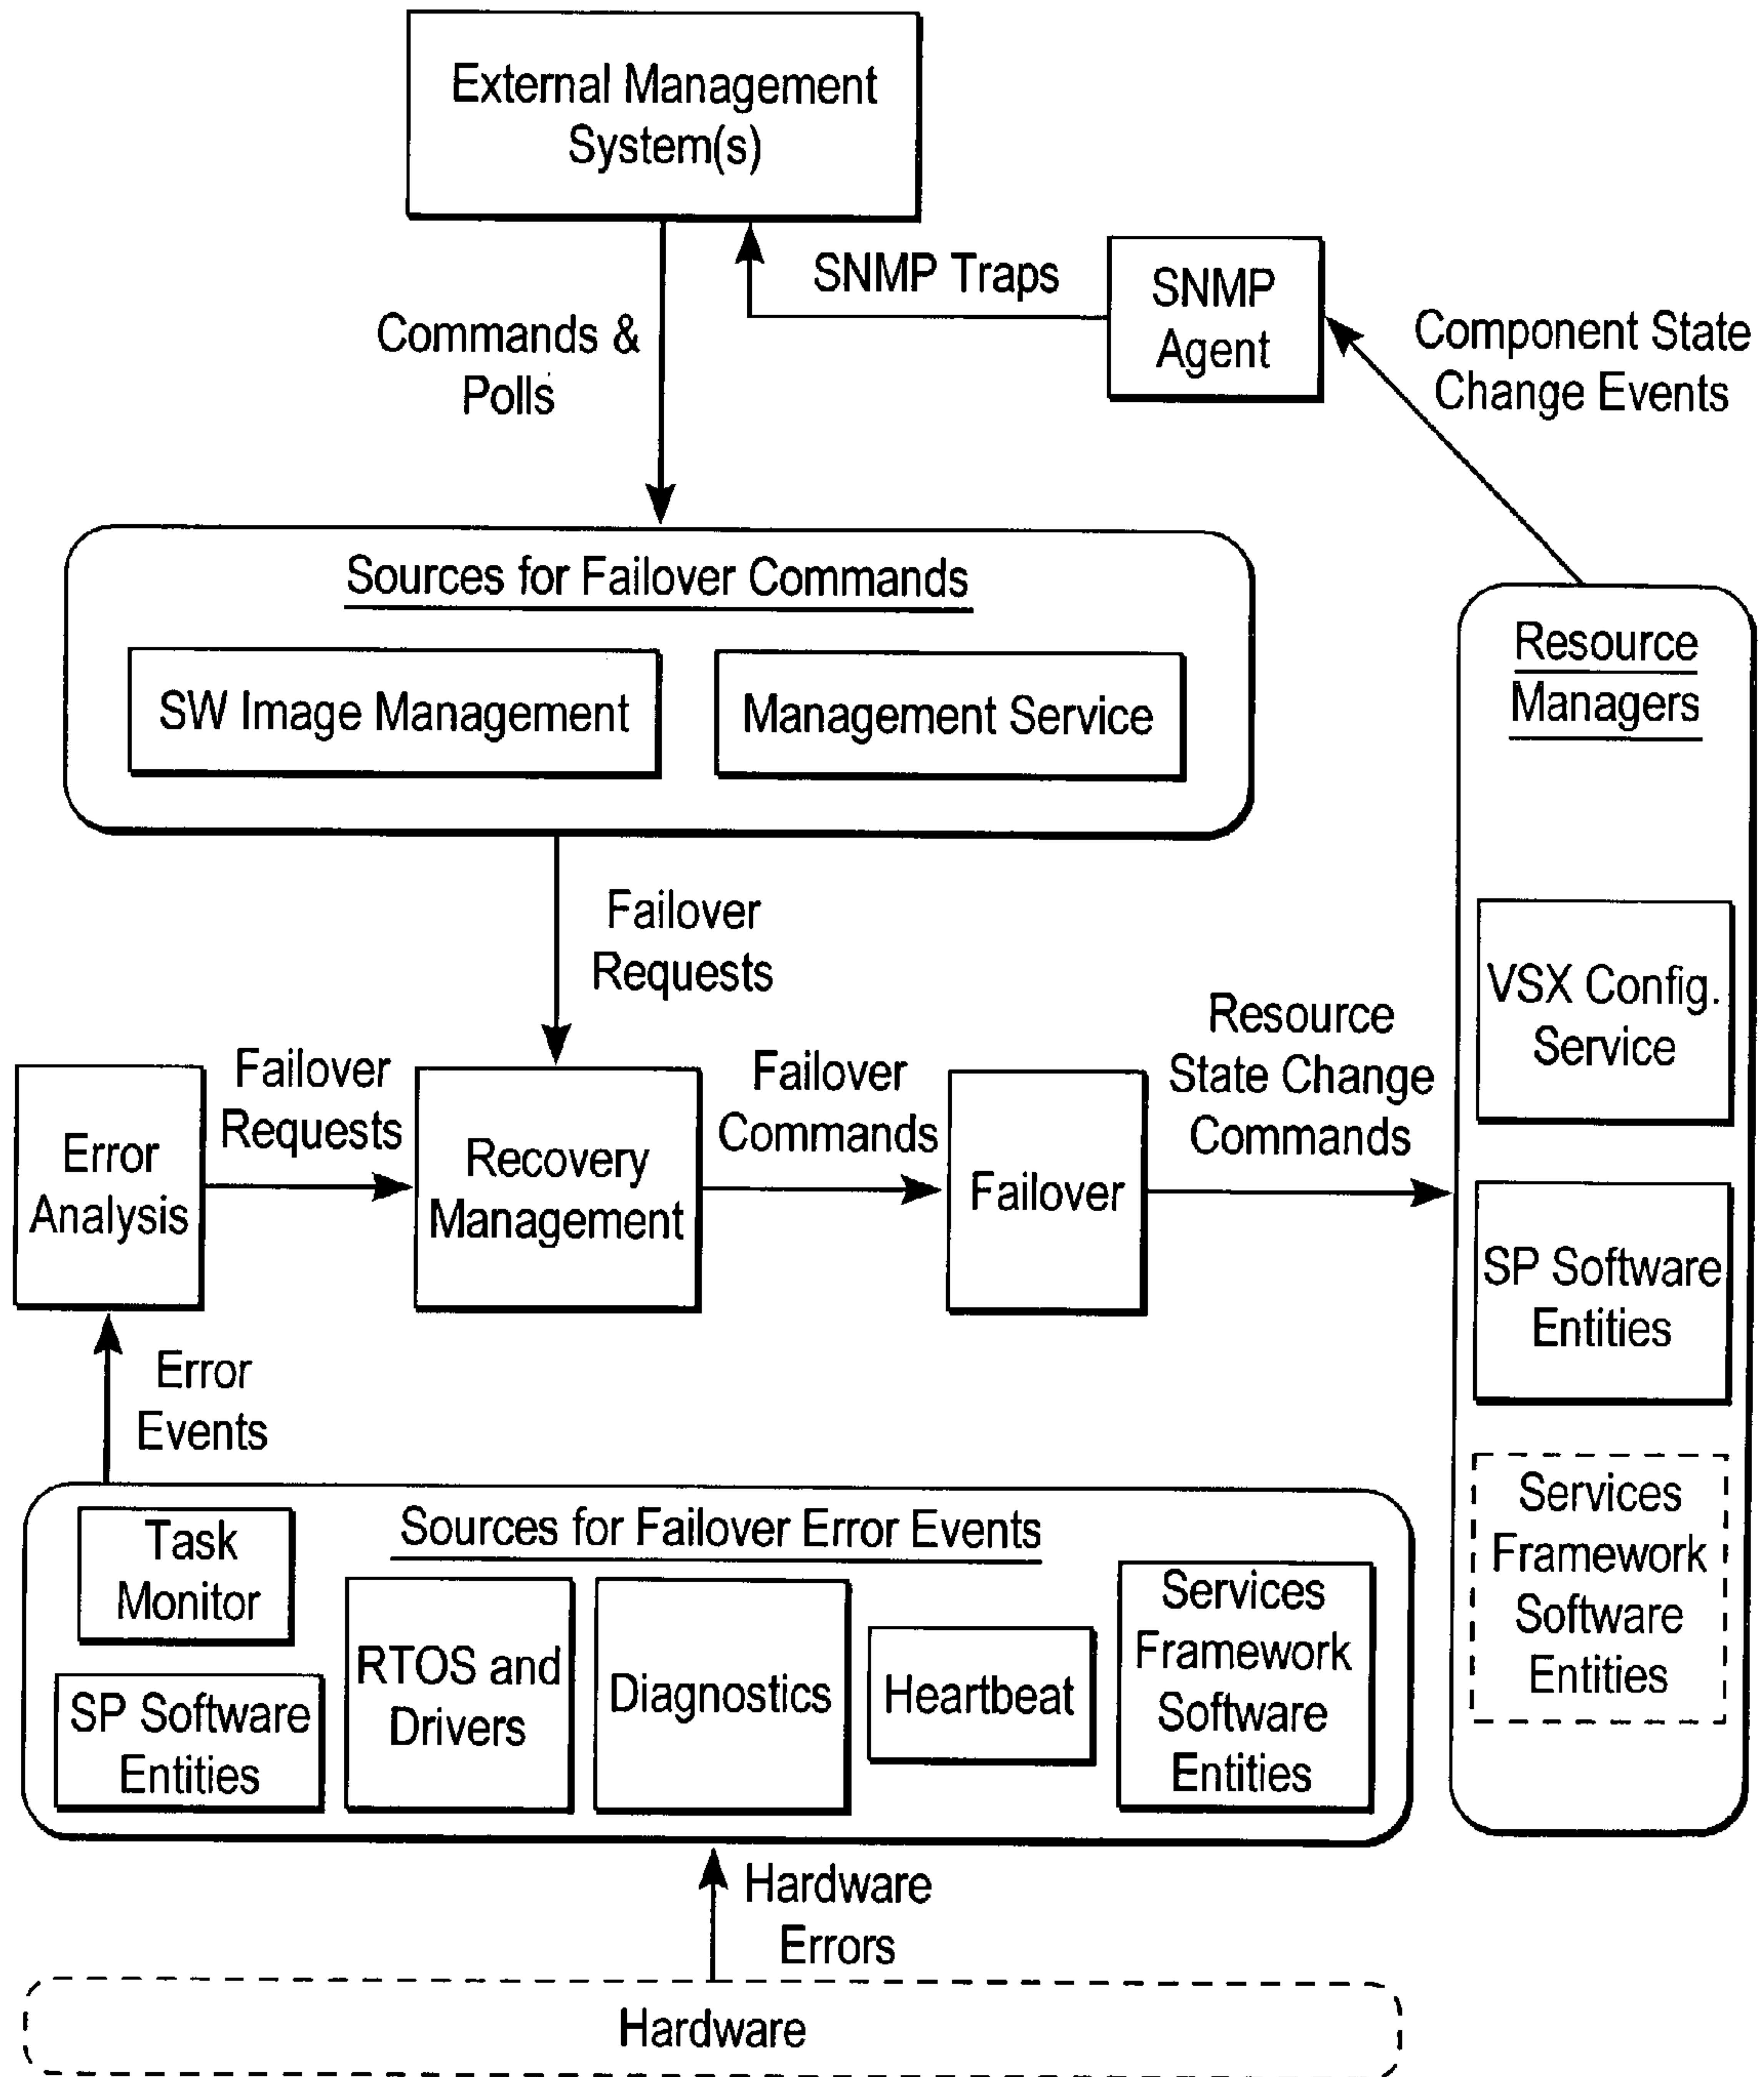 External Management
System(s)
SNMP Traps
SNMP
Agent
Component State
Change Events
Commands &
Polls
Sources for Failover Commands
SW Image Management
Management Service
Resource
Managers
Failover
Requests
VSX Config.
Service
Error
Analysis
Failover
Requests
Recovery
Management
Failover
Commands
Failover
Resource
State Change
Commands
SP Software
Entities
Error
Events
Services
Framework
Software
Entities
Sources for Failover Error Events
Task
Monitor
SP Software
Entities
RTOS and
Drivers
Diagnostics
Heartbeat
Services
Framework
Software
Entities
Hardware
Errors
Hardware